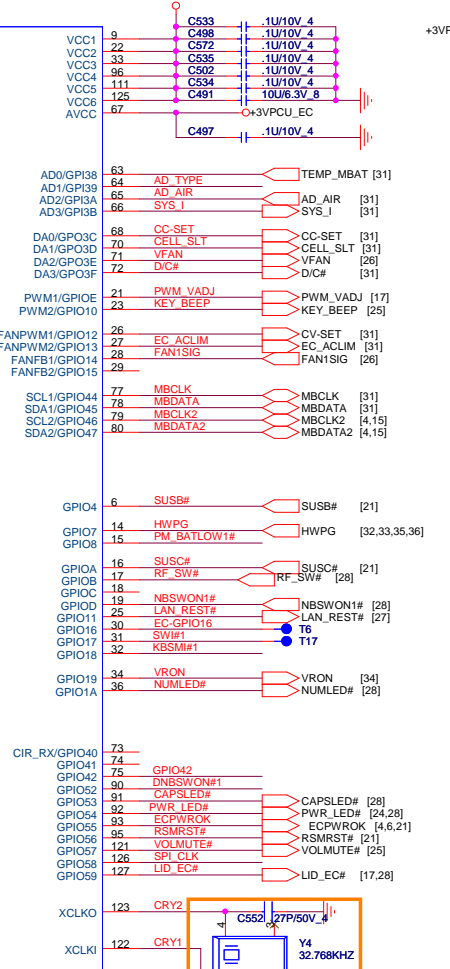 C533 .1U/10V_4
C498 .1U/10V_4
+3VP
VCC1 9
C572 .1U/10V_4
VCC2 22
C535 .1U/10V_4
VCC3 33
C502 .1U/10V_4
VCC4 96
C534 .1U/10V_4
VCC5 111
C491 10U/6.3V_8
VCC6 125
AVCC 67 +3VPCU_EC
C497 .1U/10V_4
AD0/GPI38 63 TEMP_MBAT [31]
AD1/GPI39 64 AD_TYPE
AD2/GPI3A 65 AD_AIR AD_AIR [31]
AD3/GPI3B 66 SYS_I SYS_I [31]
DA0/GPO3C 68 CC-SET CC-SET [31]
DA1/GPO3D 70 CELL_SLT CELL_SLT [31]
DA2/GPO3E 71 VFAN VFAN [26]
DA3/GPO3F 72 D/C# D/C# [31]
PWM1/GPIOE 21 PWM_VADJ PWM_VADJ [17]
PWM2/GPIO10 23 KEY_BEEP KEY_BEEP [25]
FANPWM1/GPIO12 26 CV-SET [31]
FANPWM2/GPIO13 27 EC_ACLIM EC_ACLIM [31]
FANFB1/GPIO14 28 FAN1SIG FAN1SIG [26]
FANFB2/GPIO15 29
SCL1/GPIO44 77 MBCLK MBCLK [31]
SDA1/GPIO45 78 MBDATA MBDATA [31]
SCL2/GPIO46 79 MBCLK2 MBCLK2 [4,15]
SDA2/GPIO47 80 MBDATA2 MBDATA2 [4,15]
GPIO4 6 SUSB# SUSB# [21]
GPIO7 14 HWPG HWPG [32,33,35,36]
GPIO8 15 PM_BATLOW1#
GPIOA 16 SUSC# SUSC# [21]
GPIOB 17 RF_SW# RF_SW# [28]
GPIOC 18
GPIOD 19 NBSWON1# NBSWON1# [28]
GPIO11 25 LAN_REST# LAN_REST# [27]
GPIO16 30 EC-GPIO16 T6
GPIO17 31 SWI#1 T17
GPIO18 32 KBSMI#1
GPIO19 34 VRON VRON [34]
GPIO1A 36 NUMLED# NUMLED# [28]
CIR_RX/GPIO40 73
GPIO41 74
GPIO42 75 GPIO42
GPIO52 90 DNBSWON#1
GPIO53 91 CAPSLED# CAPSLED# [28]
GPIO54 92 PWR_LED# PWR_LED# [24,28]
GPIO55 93 ECPWROK ECPWROK [4,6,21]
GPIO56 95 RSMRST# RSMRST# [21]
GPIO57 121 VOLMUTE# VOLMUTE# [25]
GPIO58 126 SPI_CLK
GPIO59 127 LID_EC# LID_EC# [17,28]
XCLKO 123 CRY2
C552 27P/50V_4
4 3
XCLKI 122 CRY1 Y4
32.768KHZ